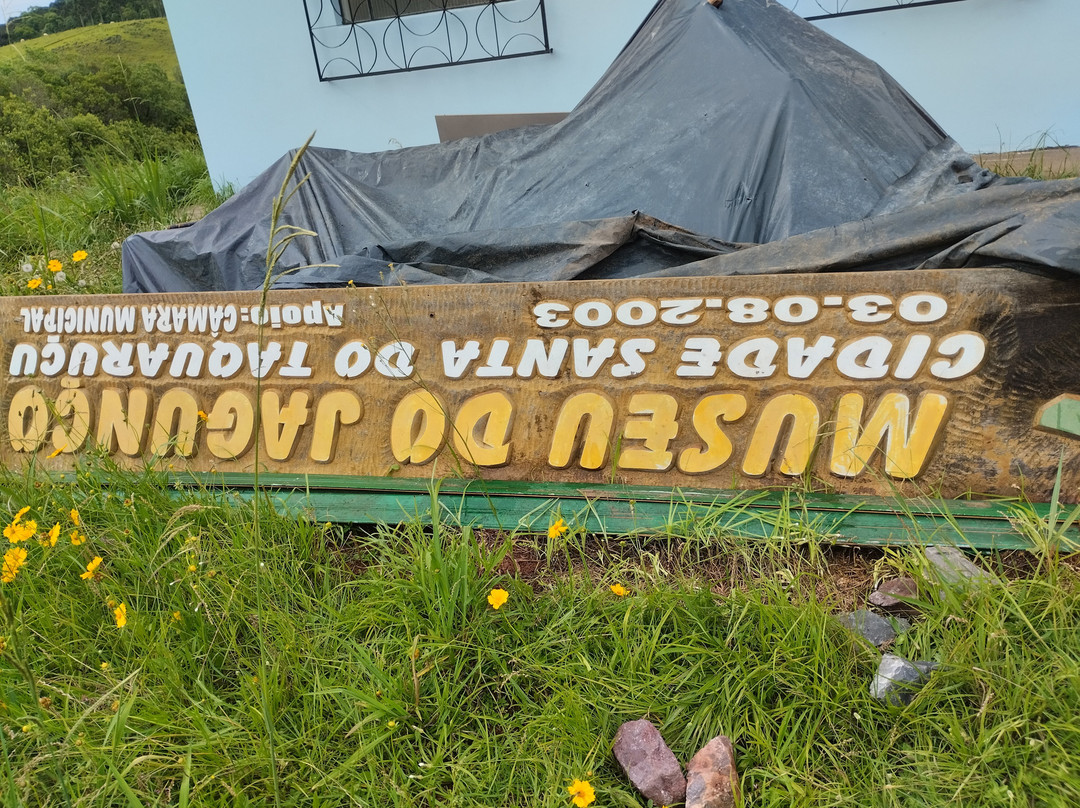 MUSEU DO JAGUNÇO
CIDADE SANTA DO TAQUARUÇU
03.08.2003 Apoio: CÂMARA MUNICIPAL